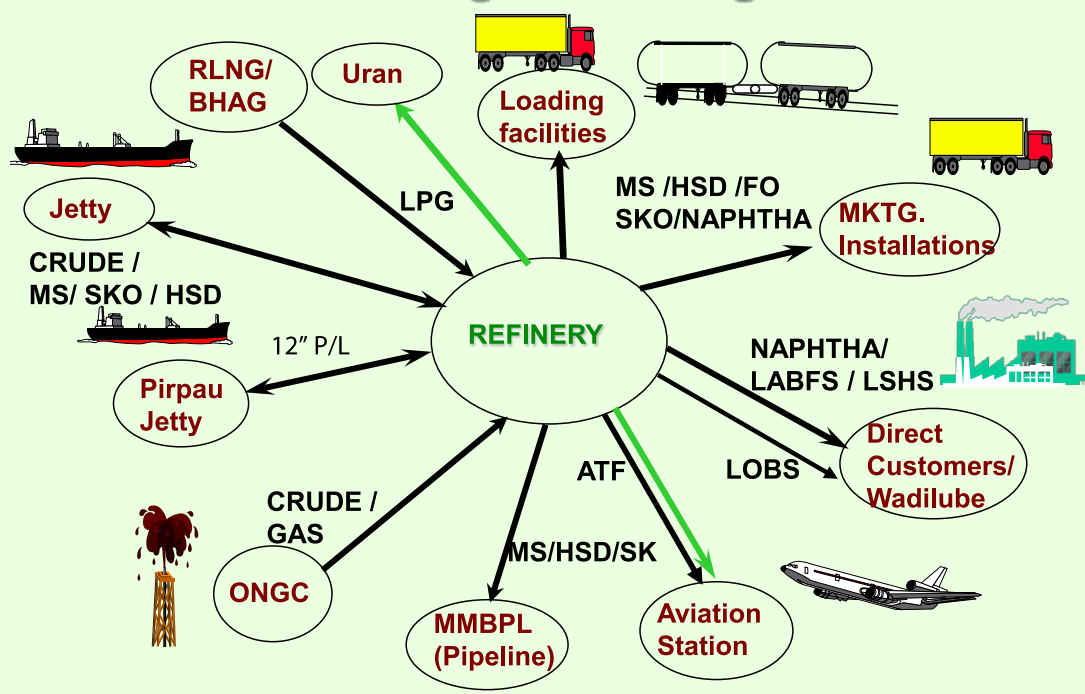 RLNG/
BHAG
Uran
Loading
facilities
LPG
MS /HSD /FO
SKO/NAPHTHA
MKTG.
Installations
Jetty
CRUDE /
MS/ SKO / HSD
REFINERY
12” P/L
NAPHTHA/
LABFS / LSHS
Pirpau
Jetty
Direct
Customers/
Wadilube
LOBS
ATF
CRUDE /
GAS
MS/HSD/SK
ONGC
MMBPL
(Pipeline)
Aviation
Station